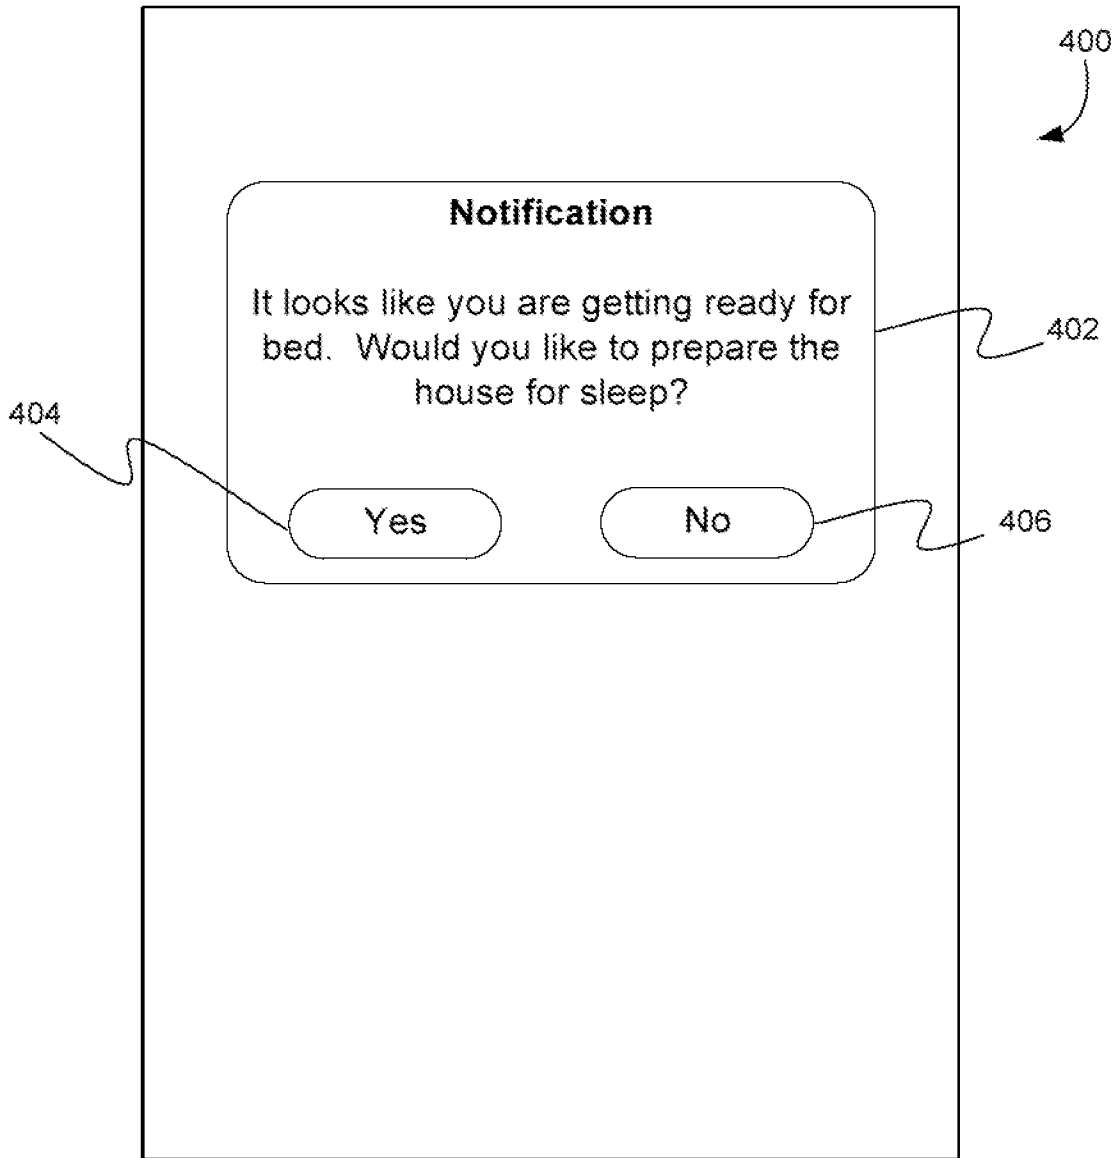 400
Notification
It looks like you are getting ready for
bed.  Would you like to prepare the
house for sleep?
402
404
Yes
No
406